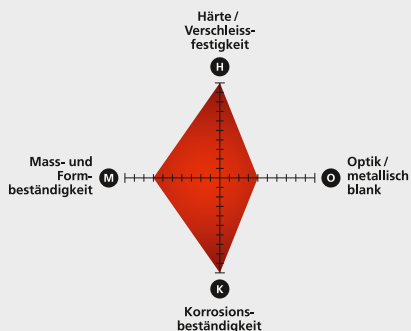 Härte /
Verschleiss-
festigkeit
H
Mass- und
Form-
beständigkeit
M
O
Optik /
metallisch
blank
K
Korrosions-
beständigkeit